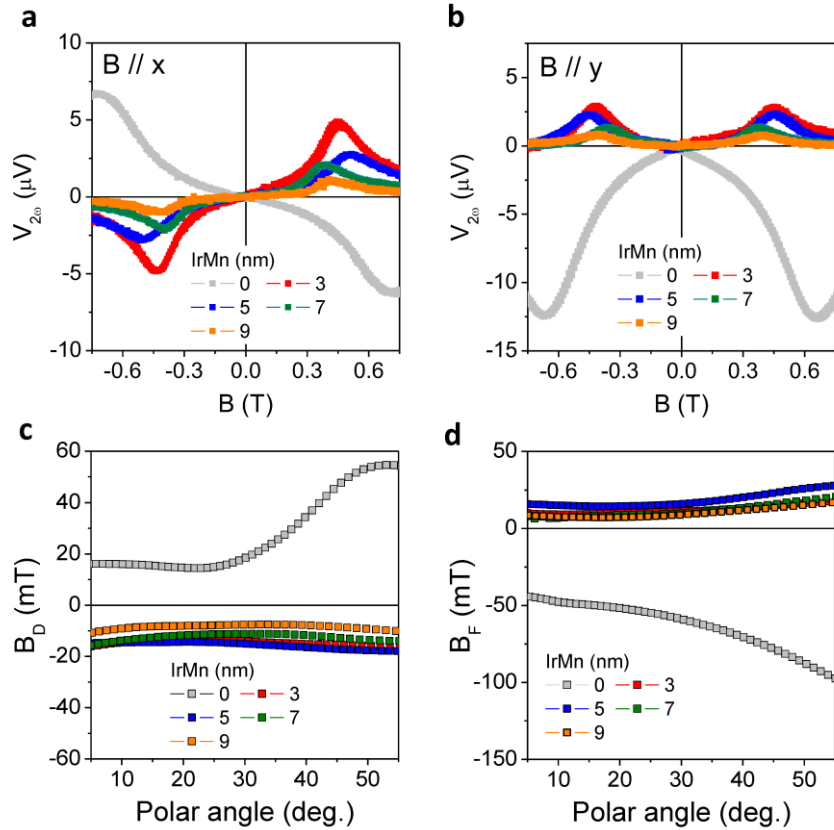 a
B // x
10
5
0
-5
-10
V2ω (μV)
-0.6 -0.3 0.0 0.3 0.6
B (T)
IrMn (nm)
0 3
5 7
9
b
B // y
5
0
-5
-10
-15
V2ω (μV)
-0.6 -0.3 0.0 0.3 0.6
B (T)
IrMn (nm)
0 3
5 7
9
c
60
40
20
0
-20
-40
-60
B_D (mT)
IrMn (nm)
0 3
5 7
9
10 20 30 40 50
Polar angle (deg.)
d
50
25
0
-50
-100
-150
B_F (mT)
IrMn (nm)
0 3
5 7
9
10 20 30 40 50
Polar angle (deg.)